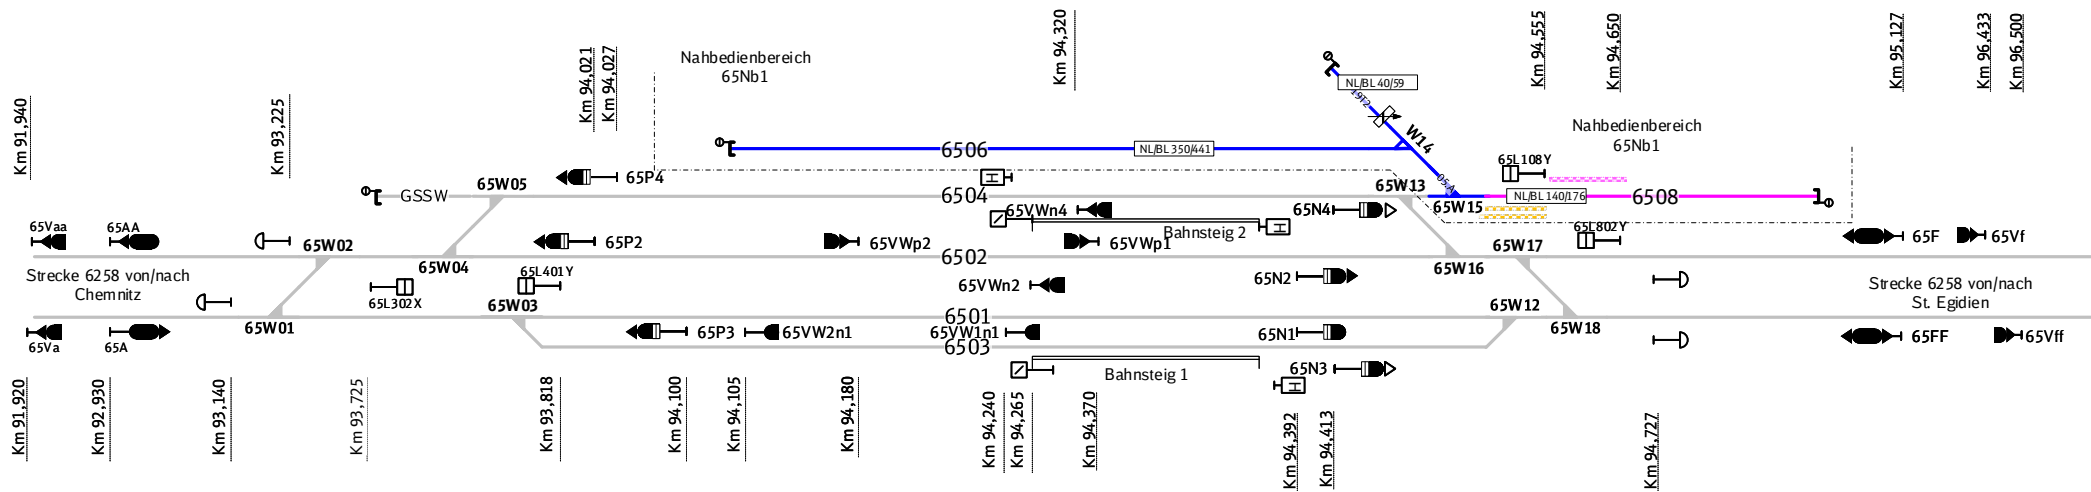 Km 91,940
Km 93,225
Km 94,021
Km 94,027
Nahbedienbereich
65Nb1
Km 94,320
Km 94,555
Km 94,650
Km 95,127
Km 96,433
Km 96,500
NL/BL 40/59
19T2
W14
Nahbedienbereich
65Nb1
6506
NL/BL 350/441
65L108Y
65P4
65W05
GSSW
6504
65W13
65W15
NL/BL 140/176
6508
65VWn4
65N4
65Vaa
65AA
65W02
65P2
65VWp2
65VWp1
Bahnsteig 2
65L802Y
65W17
65F
65Vf
65W04
6502
65W16
Strecke 6258 von/nach
Chemnitz
65L302X
65L401Y
65W03
65VWn2
65N2
65W12
Strecke 6258 von/nach
St. Egidien
65W01
6501
65W18
65Va
65A
65P3
65VW2n1
65VW1n1
65N1
65FF
65Vff
6503
Bahnsteig 1
65N3
Km 91,920
Km 92,930
Km 93,140
Km 93,725
Km 93,818
Km 94,100
Km 94,105
Km 94,180
Km 94,240
Km 94,265
Km 94,370
Km 94,392
Km 94,413
Km 94,727